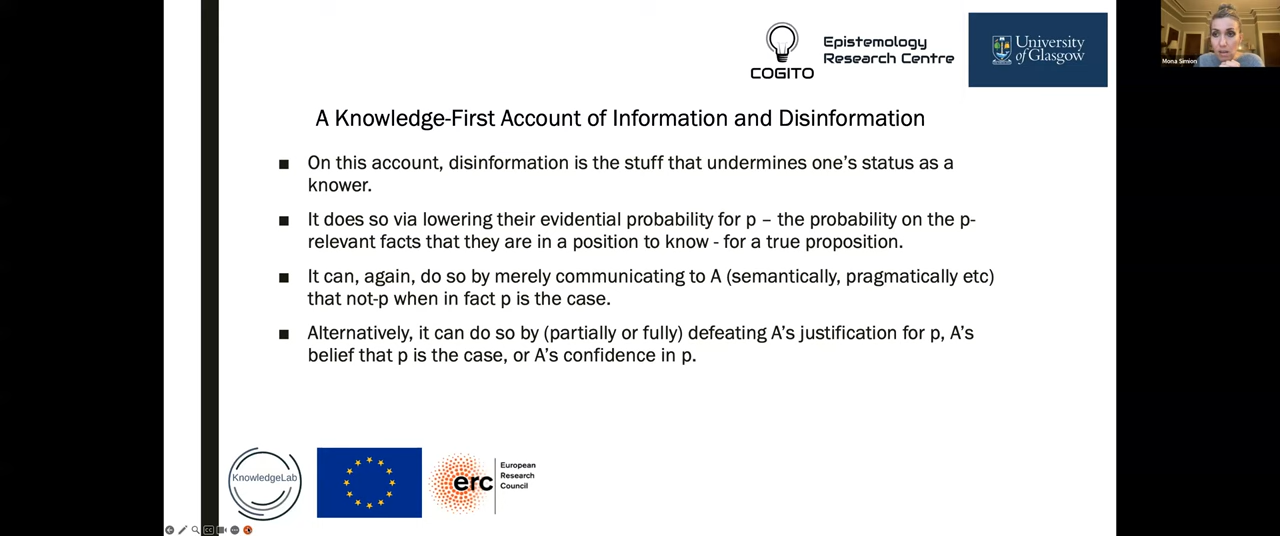 COGITO
Epistemology
Research Centre
University
of Glasgow
Mona Simion
A Knowledge-First Account of Information and Disinformation
On this account, disinformation is the stuff that undermines one's status as a
knower.
It does so via lowering their evidential probability for p – the probability on the p-
relevant facts that they are in a position to know - for a true proposition.
It can, again, do so by merely communicating to A (semantically, pragmatically etc)
that not-p when in fact p is the case.
Alternatively, it can do so by (partially or fully) defeating A's justification for p, A's
belief that p is the case, or A's confidence in p.
KnowledgeLab
erc
European
Research
Council